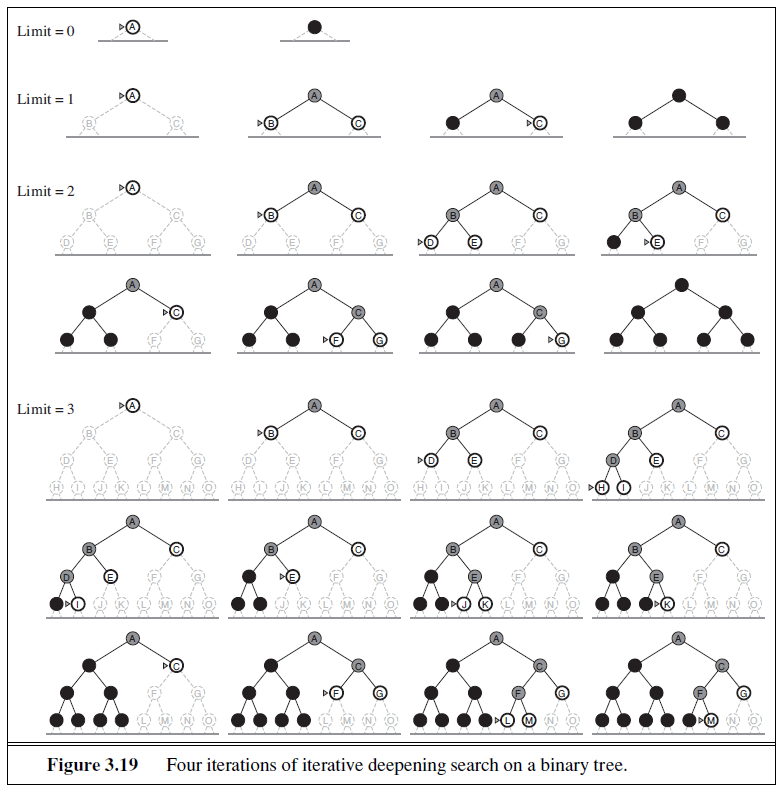 Limit = 0 A
Limit = 1 A A A
B C B C C
Limit = 2 A A A A
B C B C B C B C
D E F G D E F G D E F G E F G
A A A
C C C
F G F G G
Limit = 3 A A A A
B C B C B C B C
D E F G D E F G D E F G D E F G
H I J K L M N O H I J K L M N O H I J K L M N O H I J K L M N O
A A A A
B C B C B C B C
D E F G E F G E F G E F G
I J K L M N O J K L M N O J K L M N O K L M N O
A A A A
C C C C
F G F G F G F G
L M N O L M N O L M N O M N O
Figure 3.19 Four iterations of iterative deepening search on a binary tree.